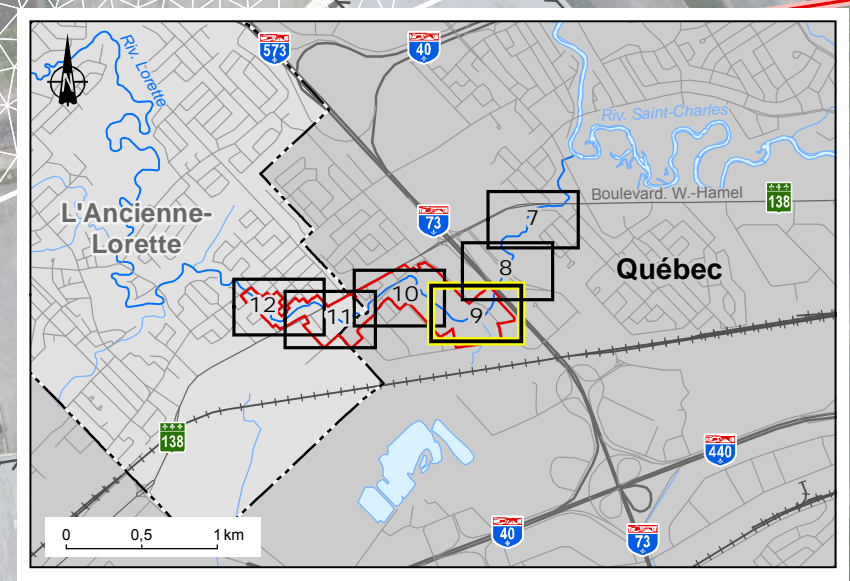 N
Riv. Lorette
573
40
Riv. Saint-Charles
Boulevard. W.-Hamel
138
73
7
L'Ancienne-
Lorette
Québec
8
12
11
10
9
138
440
40
73
0 0,5 1 km